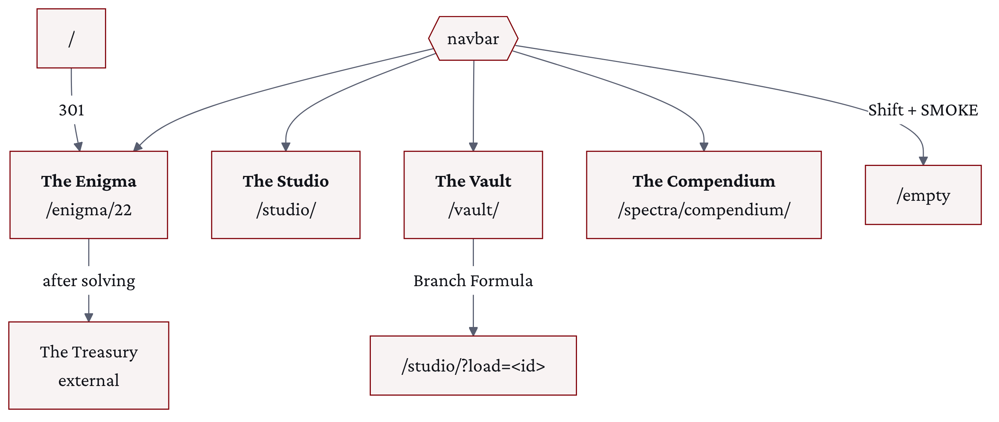 /
navbar
301
Shift + SMOKE
The Enigma
/enigma/22
The Studio
/studio/
The Vault
/vault/
The Compendium
/spectra/compendium/
/empty
after solving
Branch Formula
The Treasury
external
/studio/?load=<id>